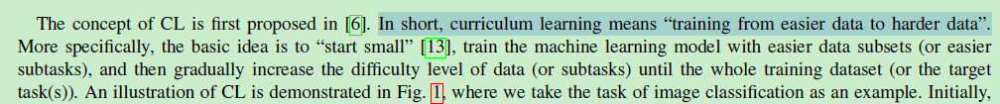 The concept of CL is first proposed in [6]. In short, curriculum learning means “training from easier data to harder data”.
More specifically, the basic idea is to “start small” [13], train the machine learning model with easier data subsets (or easier
subtasks), and then gradually increase the difficulty level of data (or subtasks) until the whole training dataset (or the target
task(s)). An illustration of CL is demonstrated in Fig. 1, where we take the task of image classification as an example. Initially,